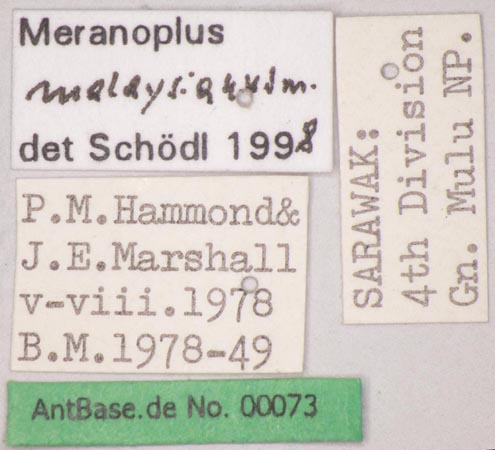 Meranoplus
malaysianus m.
det Schödl 1998
P.M.Hammond&
J.E.Marshall
v-viii.1978
B.M.1978-49
AntBase.de No. 00073
SARAWAK:
4th Division
Gn. Mulu NP.